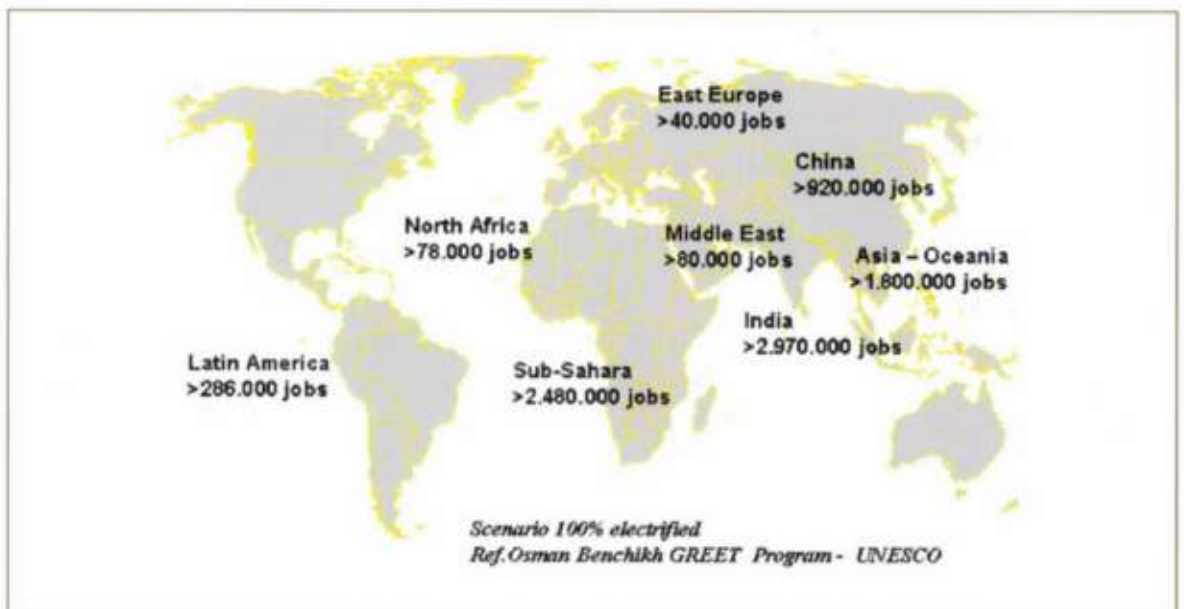 East Europe
>40.000 jobs
China
>920.000 jobs
North Africa
>78.000 jobs
Middle East
>80.000 jobs
Asia – Oceania
>1.800.000 jobs
India
>2.970.000 jobs
Latin America
>286.000 jobs
Sub-Sahara
>2.480.000 jobs
Scenario 100% electrified
Ref.Osman Benchikh GREET Program - UNESCO